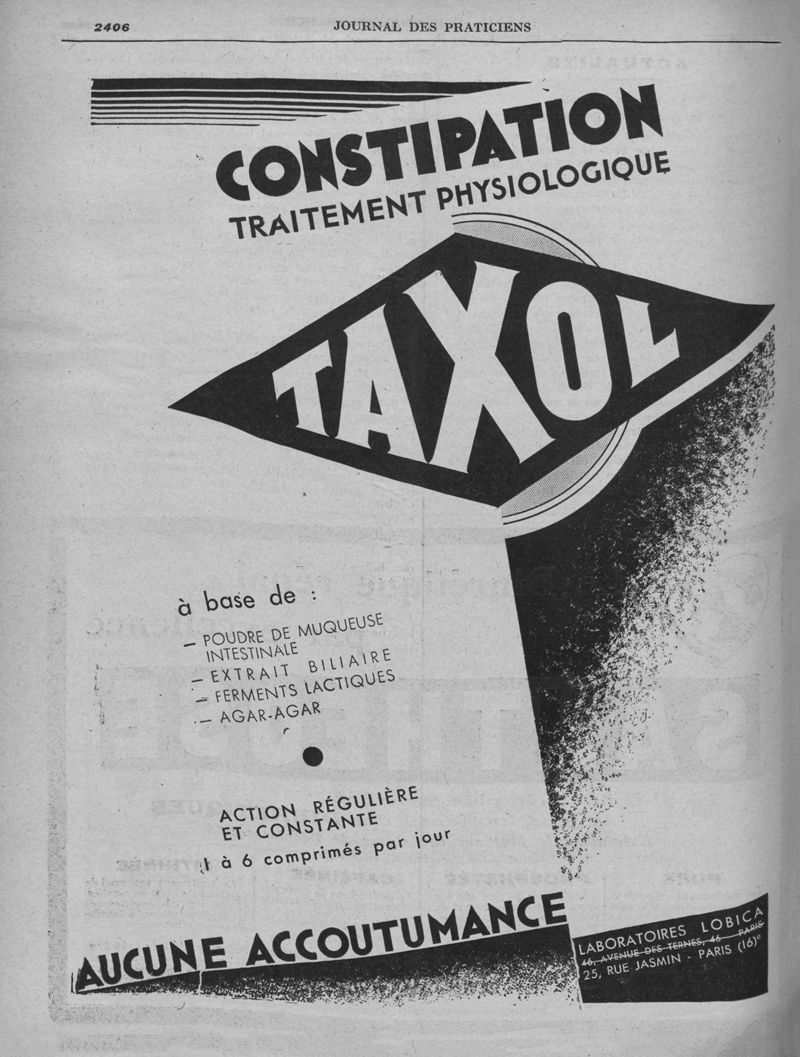 2406
JOURNAL DES PRATICIENS
CONSTIPATION
TRAITEMENT PHYSIOLOGIQUE
TAXOL
à base de :
— POUDRE DE MUQUEUSE
INTESTINALE
— EXTRAIT BILIAIRE
— FERMENTS LACTIQUES
— AGAR-AGAR
ACTION RÉGULIÈRE
ET CONSTANTE
1 à 6 comprimés par jour
AUCUNE ACCOUTUMANCE
LABORATOIRES LOBICA
46, AVENUE DES TERNES, 46 - PARIS
25, RUE JASMIN - PARIS (16)e